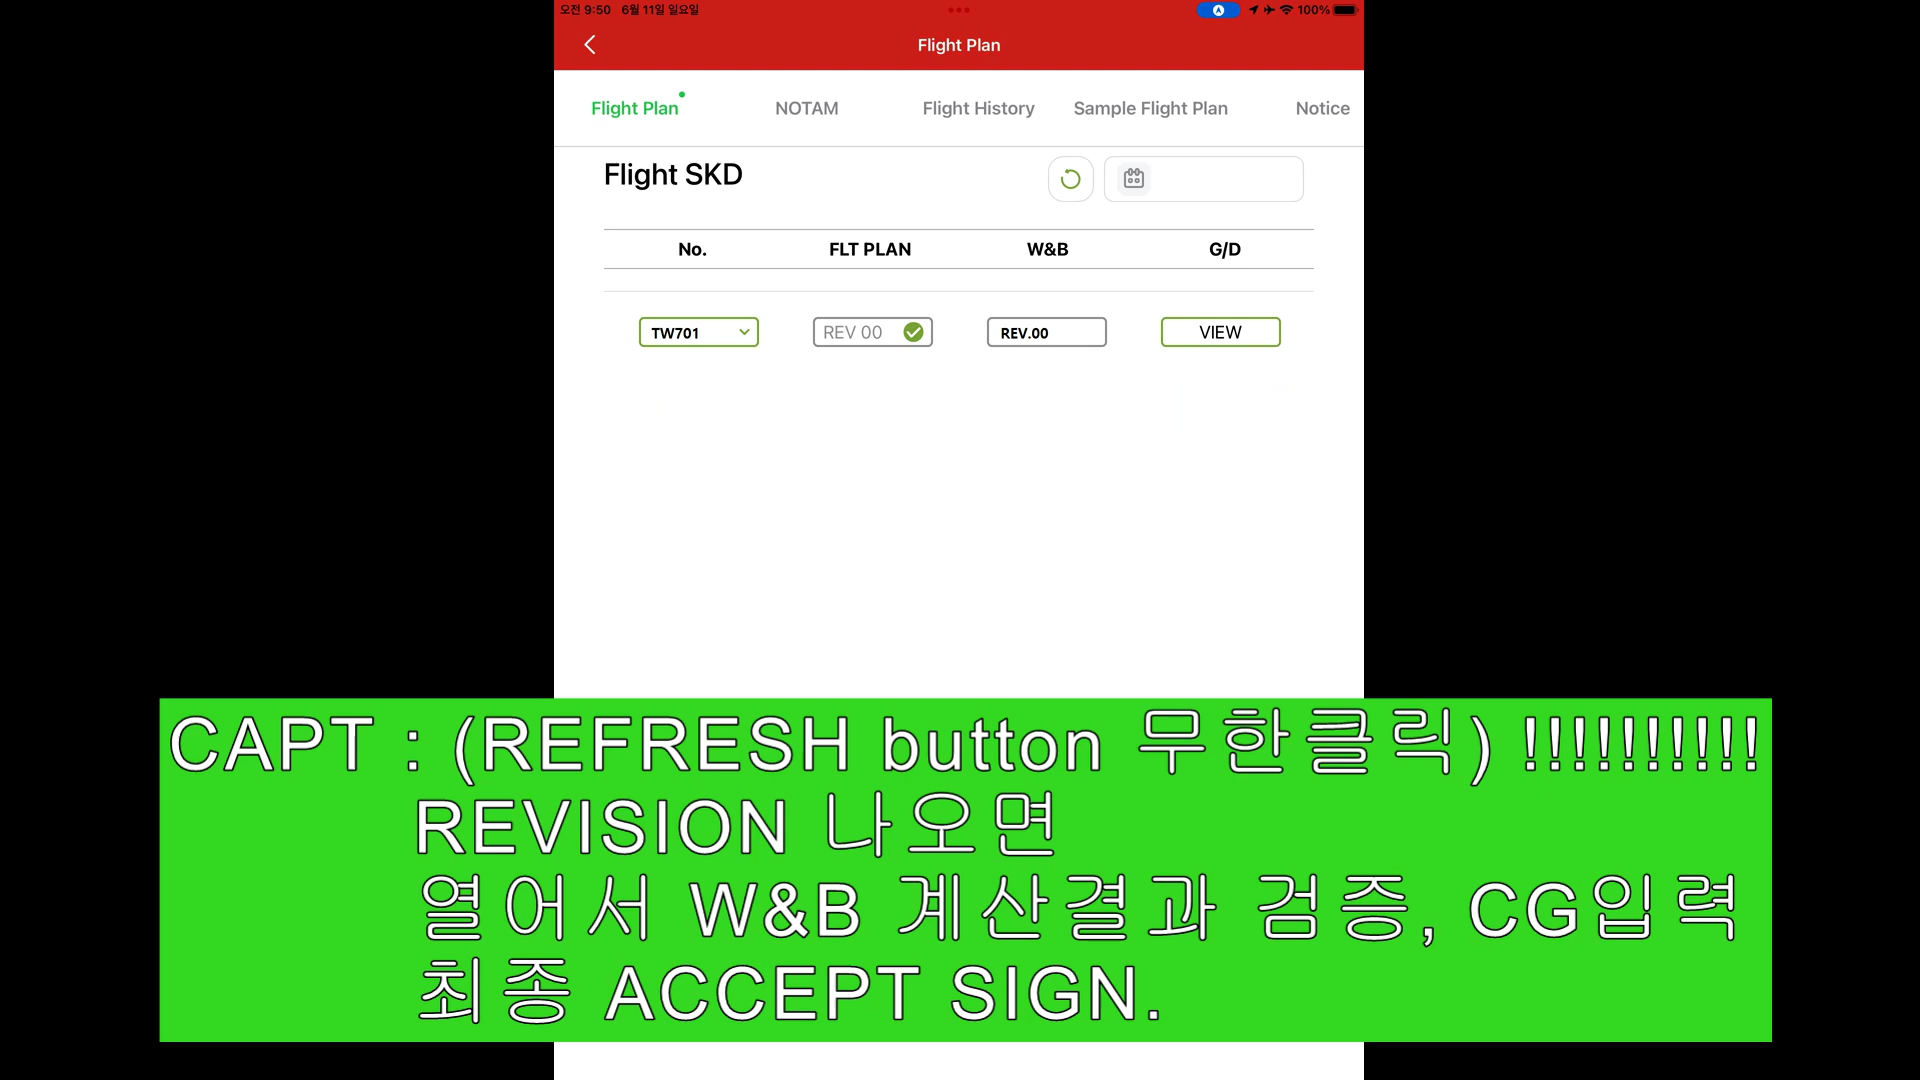 오전 9:50 6월 11일 일요일
100%
Flight Plan
Flight Plan NOTAM Flight History Sample Flight Plan Notice
Flight SKD
No. FLT PLAN W&B G/D
TW701 REV 00 REV.00 VIEW
CAPT : (REFRESH button 무한클릭) !!!!!!!!!!
REVISION 나오면
열어서 W&B 계산결과 검증, CG입력
최종 ACCEPT SIGN.